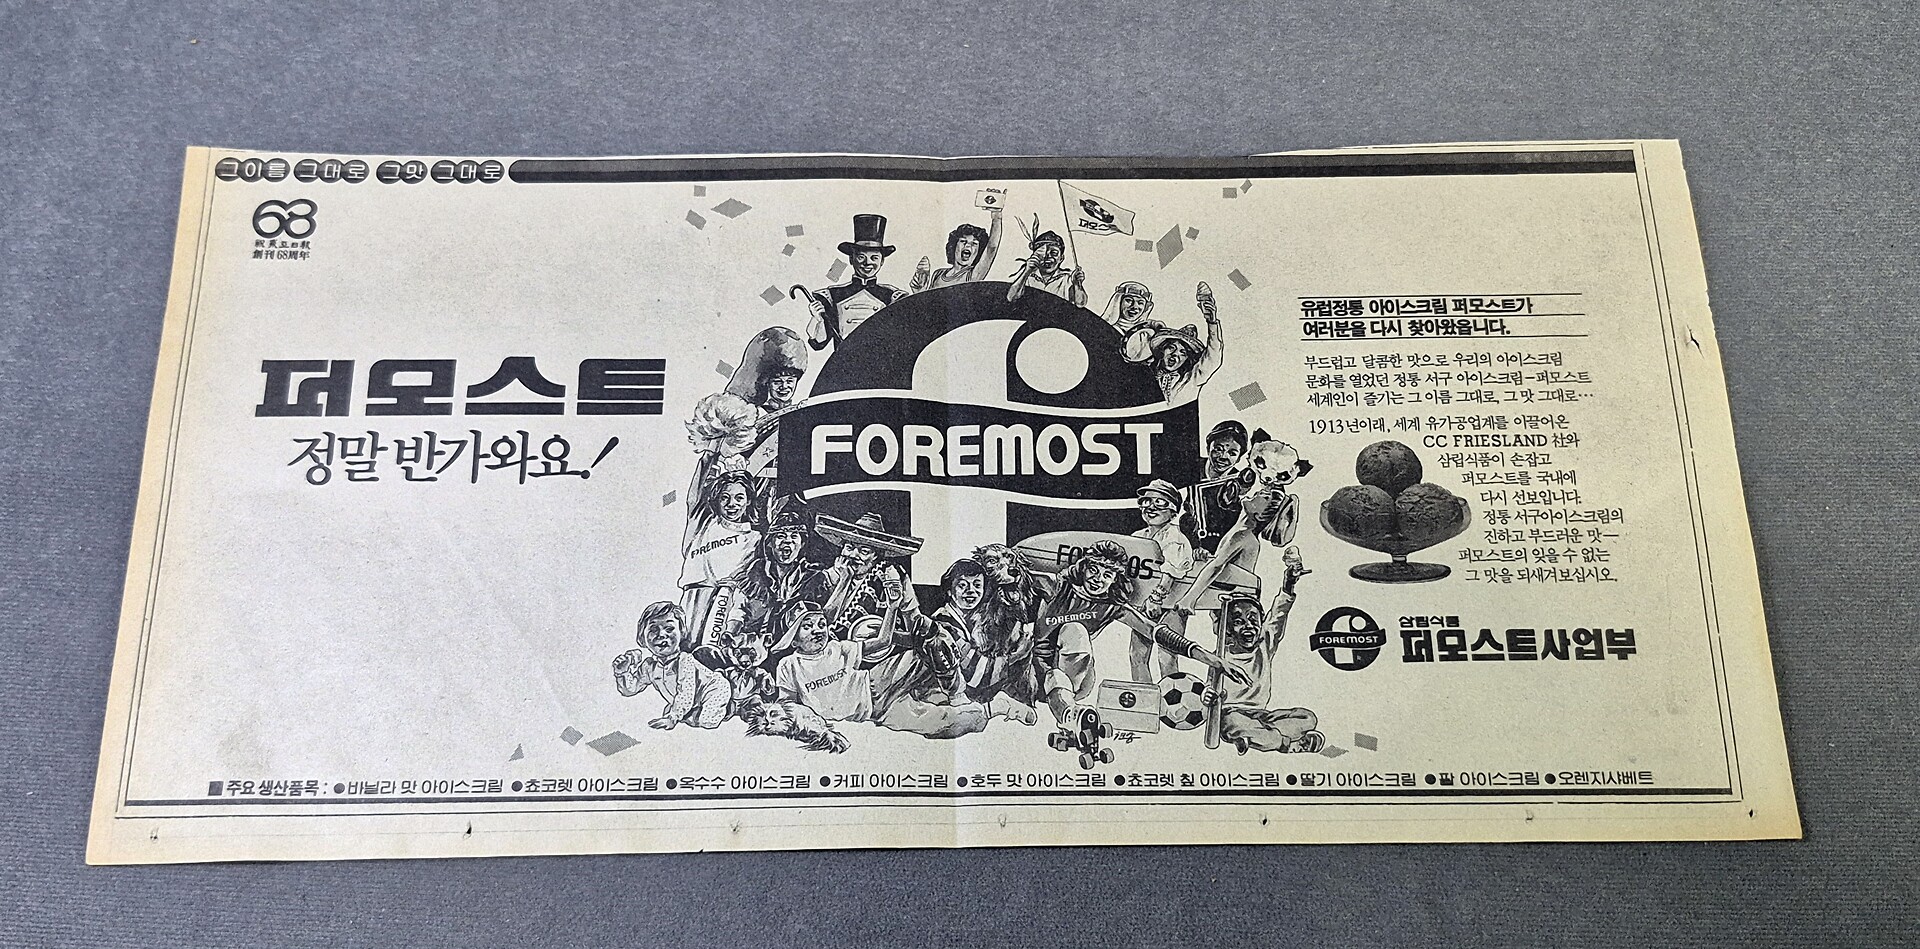 그이름 그대로 그맛 그대로
68
祝 東亞日報
創刊 68周年
퍼모스트
정말 반가와요!
퍼모스트
FOREMOST
FOREMOST
FOREMOST
FOREMOST
FOREMOST
유럽정통 아이스크림 퍼모스트가
여러분을 다시 찾아왔읍니다.
부드럽고 달콤한 맛으로 우리의 아이스크림
문화를 열었던 정통 서구 아이스크림–퍼모스트
세계인이 즐기는 그 이름 그대로, 그 맛 그대로…
1913년이래, 세계 유가공업계를 이끌어온
CC FRIESLAND 社와
삼립식품이 손잡고
퍼모스트를 국내에
다시 선보입니다.
정통 서구아이스크림의
진하고 부드러운 맛—
퍼모스트의 잊을 수 없는
그 맛을 되새겨보십시오.
FOREMOST
삼립식품
퍼모스트사업부
■주요 생산품목 : ●바닐라 맛 아이스크림 ●쵸코렛 아이스크림 ●옥수수 아이스크림 ●커피 아이스크림 ●호두 맛 아이스크림 ●쵸코렛 칩 아이스크림 ●딸기 아이스크림 ●팥 아이스크림 ●오렌지샤베트